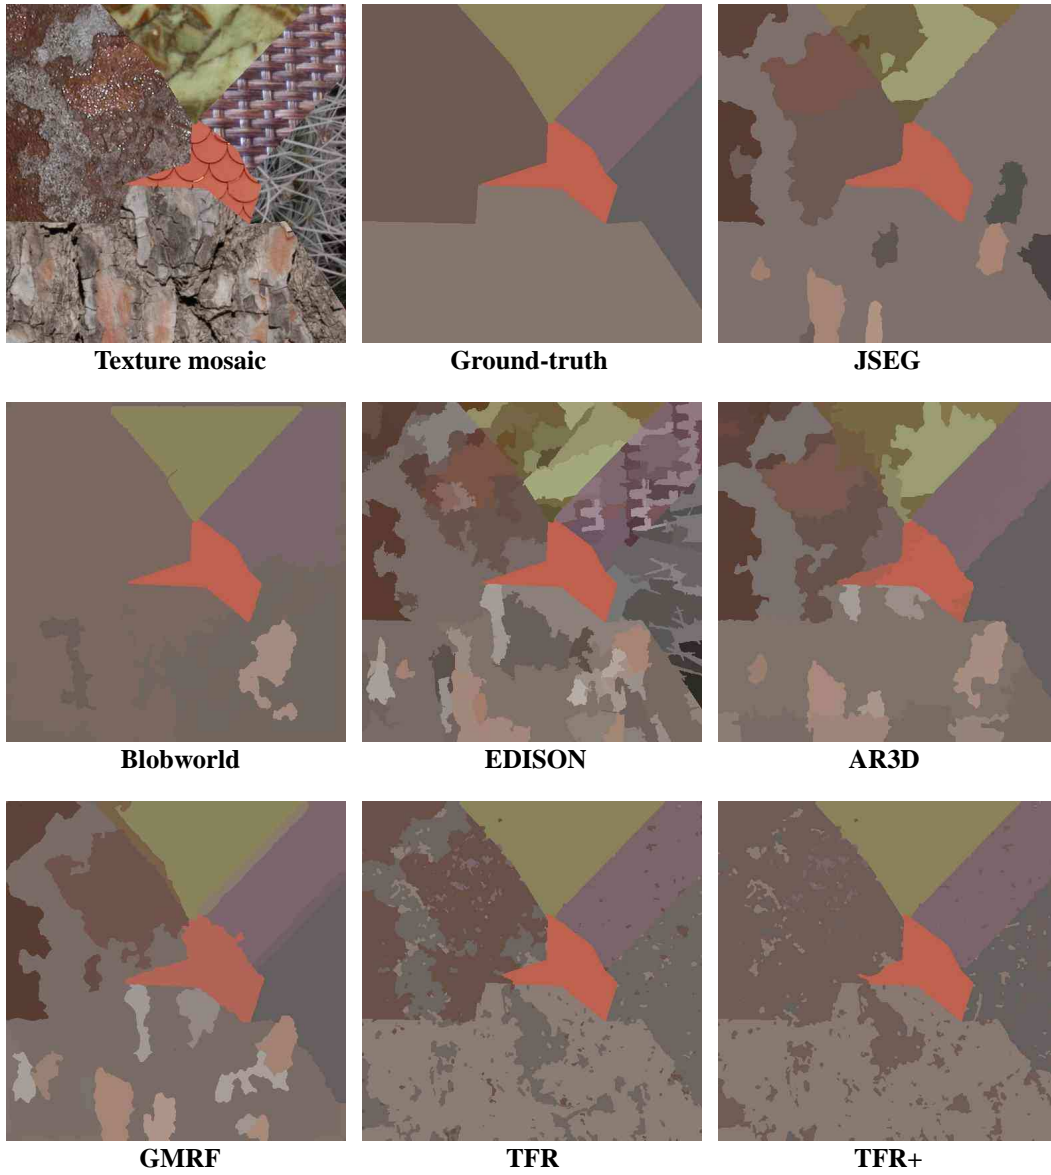 Texture mosaic
Ground-truth
JSEG
Blobworld
EDISON
AR3D
GMRF
TFR
TFR+